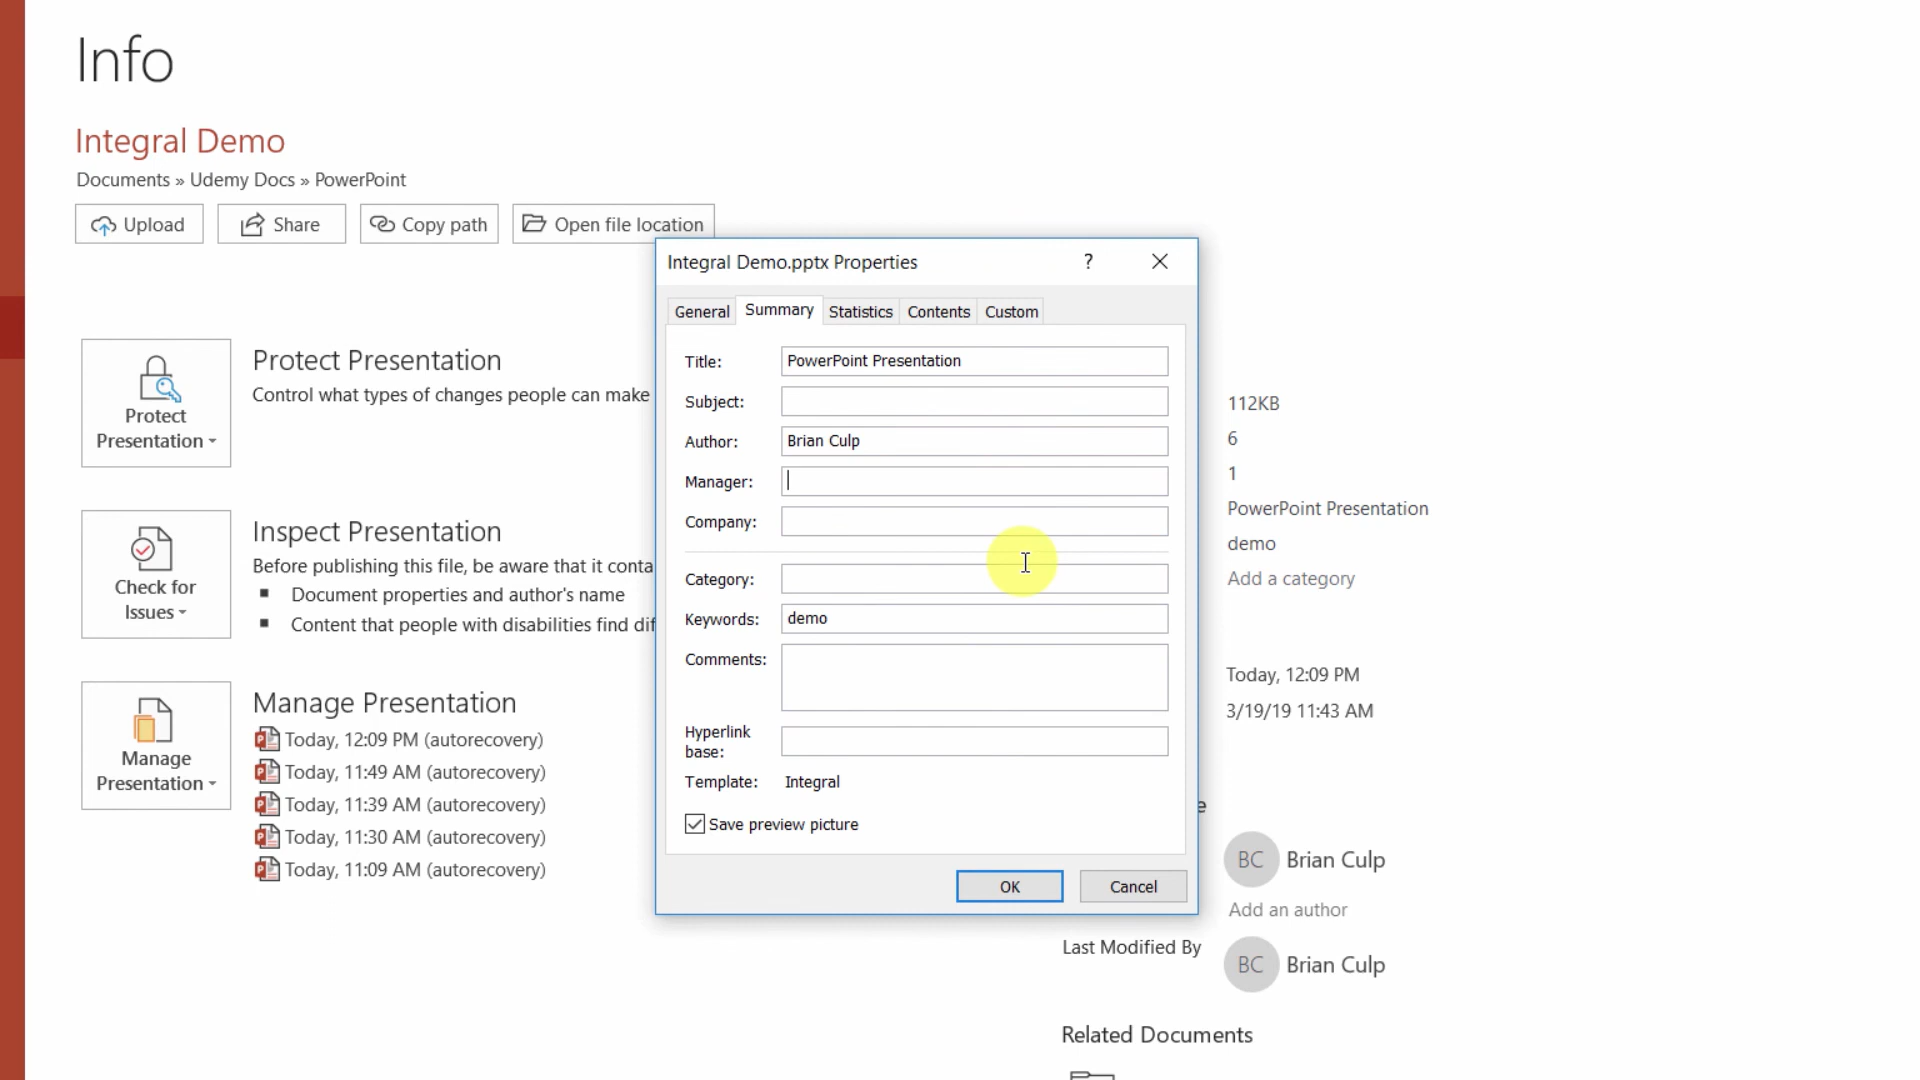 Info
Integral Demo
Documents » Udemy Docs » PowerPoint
Upload
Share
Copy path
Open file location
Protect Presentation
Protect Presentation
Control what types of changes people can make
Check for Issues
Inspect Presentation
Before publishing this file, be aware that it conta
Document properties and author's name
Content that people with disabilities find dif
Manage Presentation
Manage Presentation
Today, 12:09 PM (autorecovery)
Today, 11:49 AM (autorecovery)
Today, 11:39 AM (autorecovery)
Today, 11:30 AM (autorecovery)
Today, 11:09 AM (autorecovery)
Integral Demo.pptx Properties
?
General
Summary
Statistics
Contents
Custom
Title: PowerPoint Presentation
Subject:
Author: Brian Culp
Manager:
Company:
Category:
Keywords: demo
Comments:
Hyperlink
base:
Template: Integral
Save preview picture
OK
Cancel
112KB
6
1
PowerPoint Presentation
demo
Add a category
Today, 12:09 PM
3/19/19 11:43 AM
e
BC Brian Culp
Add an author
Last Modified By
BC Brian Culp
Related Documents